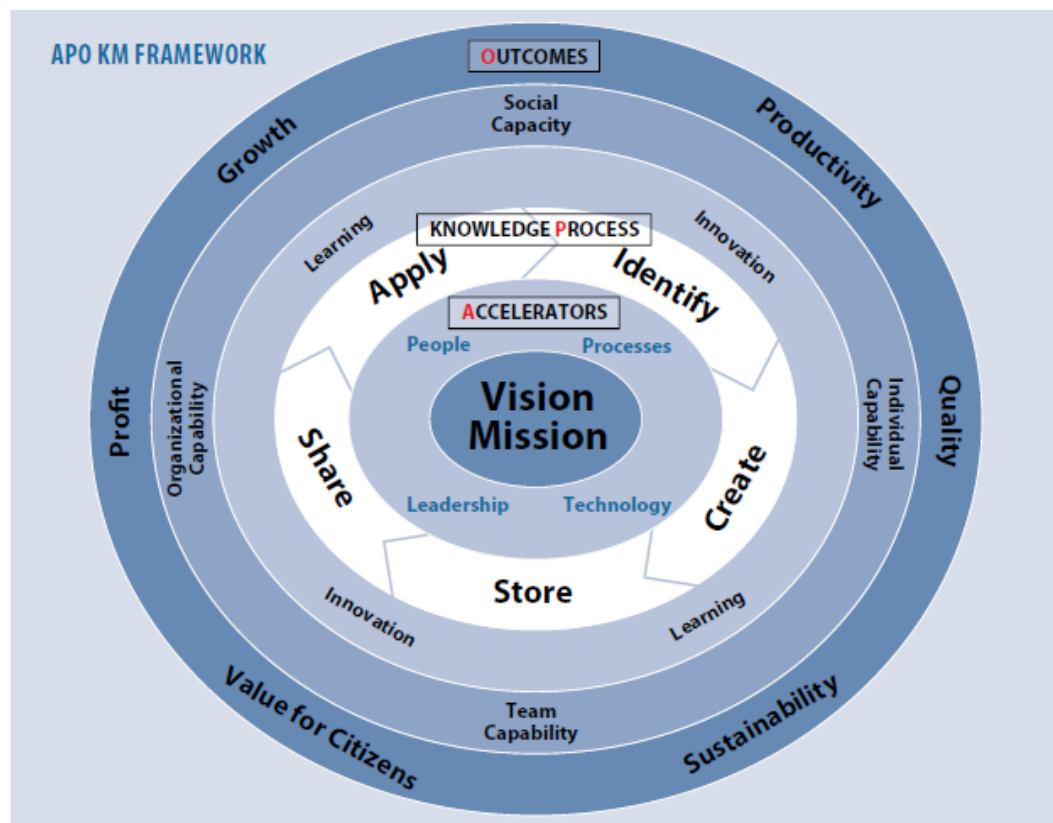 APO KM FRAMEWORK
OUTCOMES
Social
Capacity
Growth
Productivity
Learning
KNOWLEDGE PROCESS
Innovation
Apply
Identify
ACCELERATORS
People
Processes
Vision
Mission
Profit
Organizational
Capability
Individual
Capability
Quality
Share
Create
Leadership
Technology
Store
Innovation
Learning
Value for Citizens
Team
Capability
Sustainability